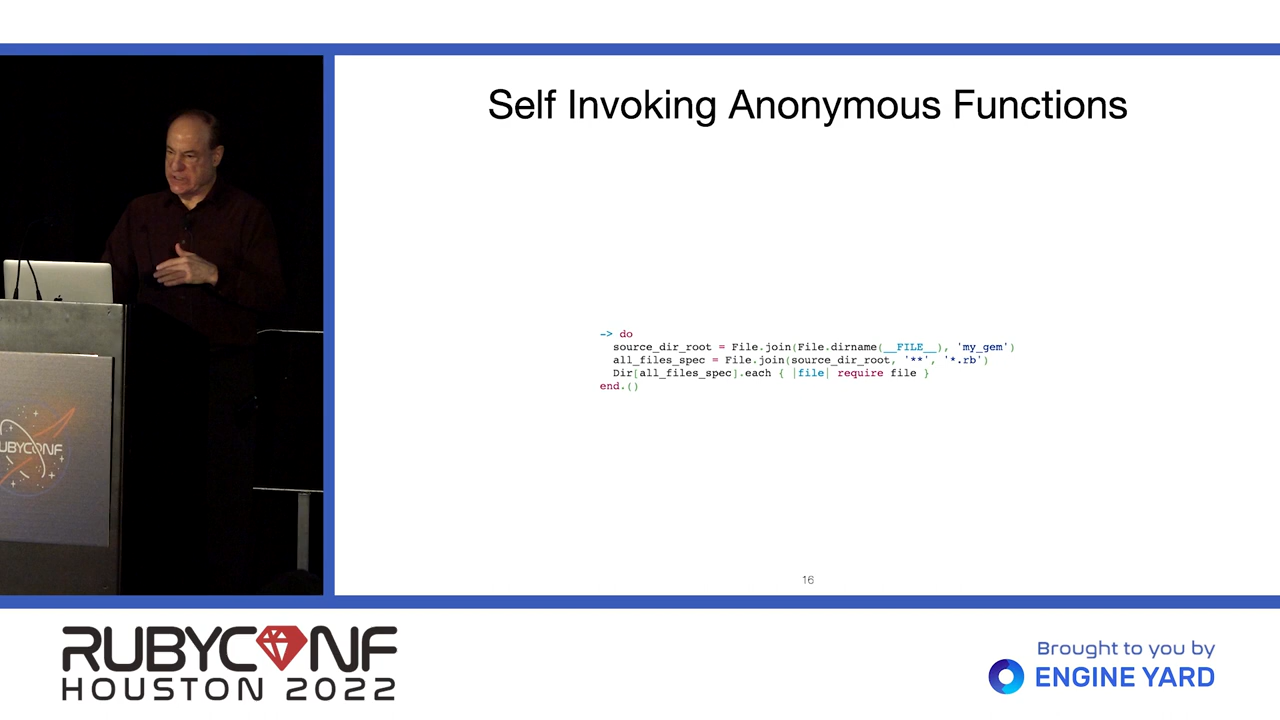 Self Invoking Anonymous Functions
-> do
  source_dir_root = File.join(File.dirname(__FILE__), 'my_gem')
  all_files_spec = File.join(source_dir_root, '**', '*.rb')
  Dir[all_files_spec].each { |file| require file }
end.()
16
UBYCONF
RUBYCONF
HOUSTON 2022
Brought to you by
ENGINE YARD